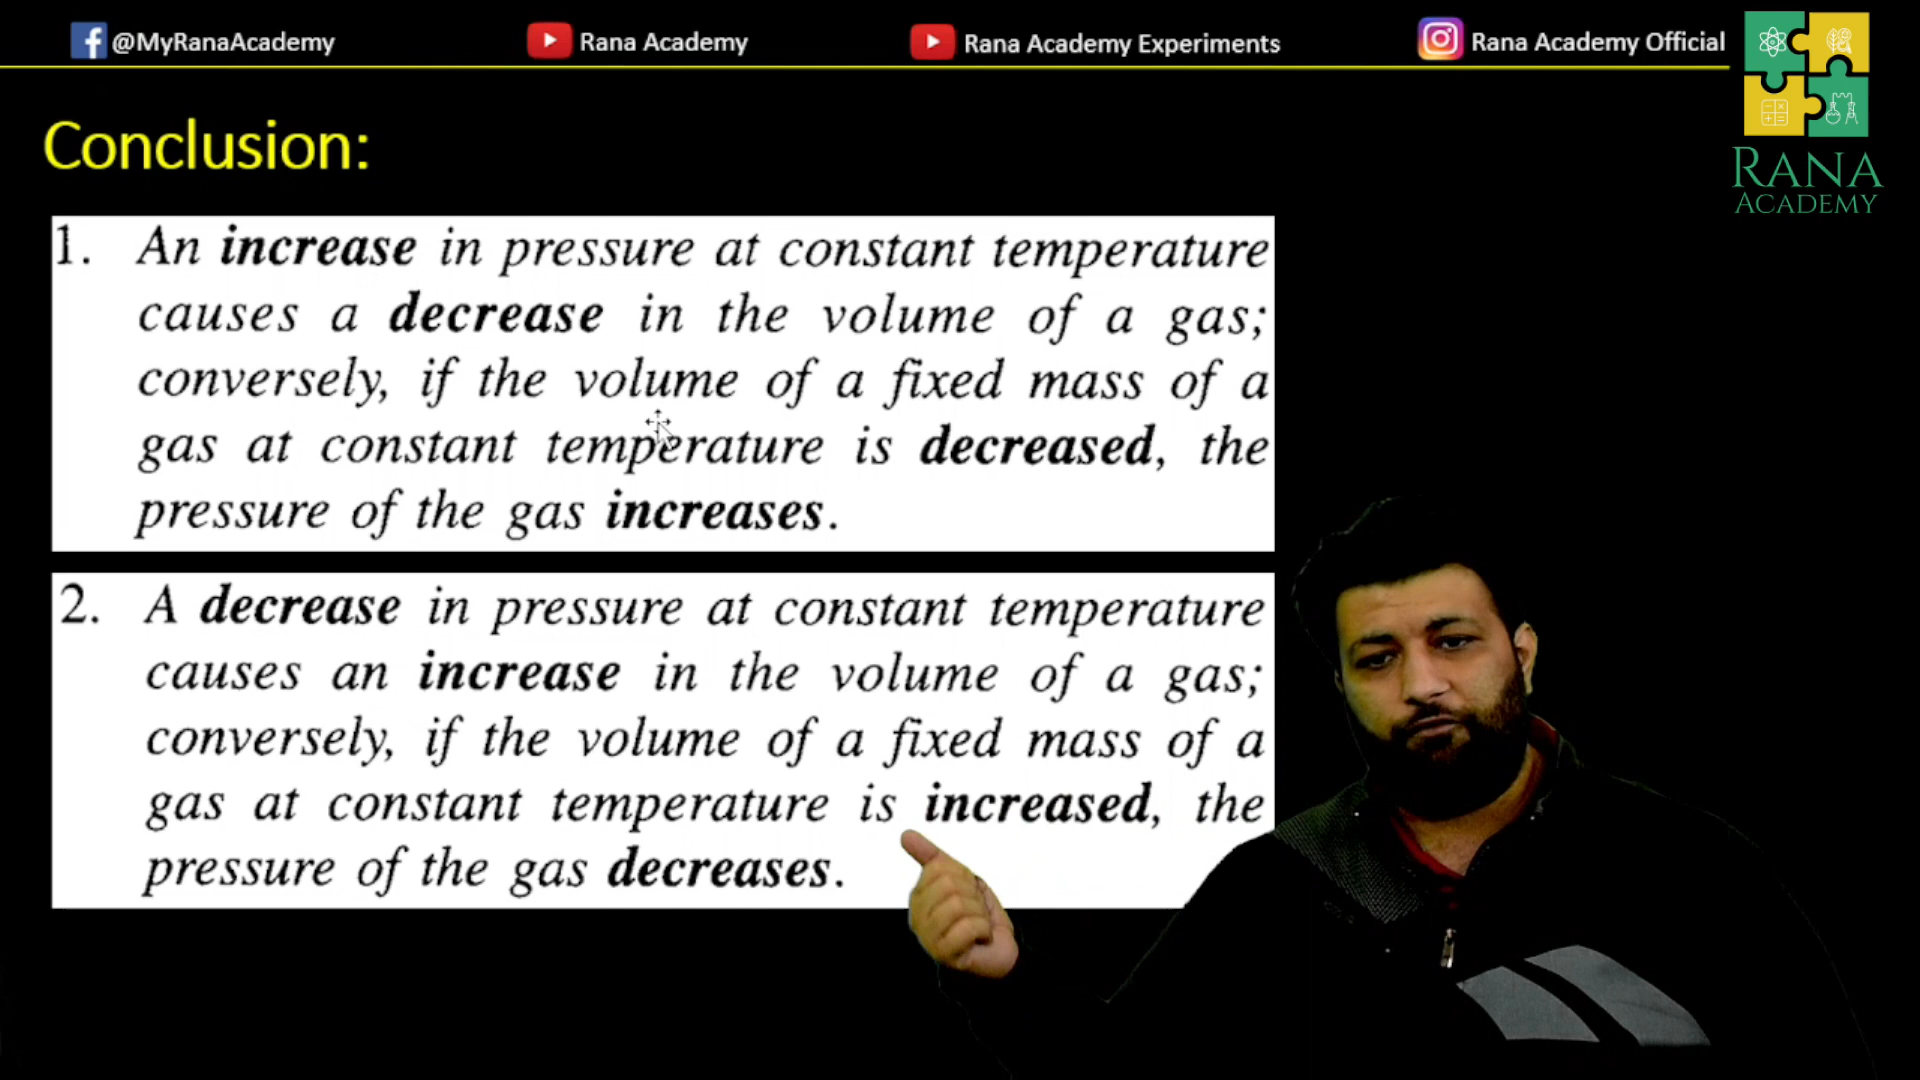 @MyRanaAcademy
Rana Academy
Rana Academy Experiments
Rana Academy Official
RANA
ACADEMY
Conclusion:
1. An increase in pressure at constant temperature
causes a decrease in the volume of a gas;
conversely, if the volume of a fixed mass of a
gas at constant temperature is decreased, the
pressure of the gas increases.
2. A decrease in pressure at constant temperature
causes an increase in the volume of a gas;
conversely, if the volume of a fixed mass of a
gas at constant temperature is increased, the
pressure of the gas decreases.